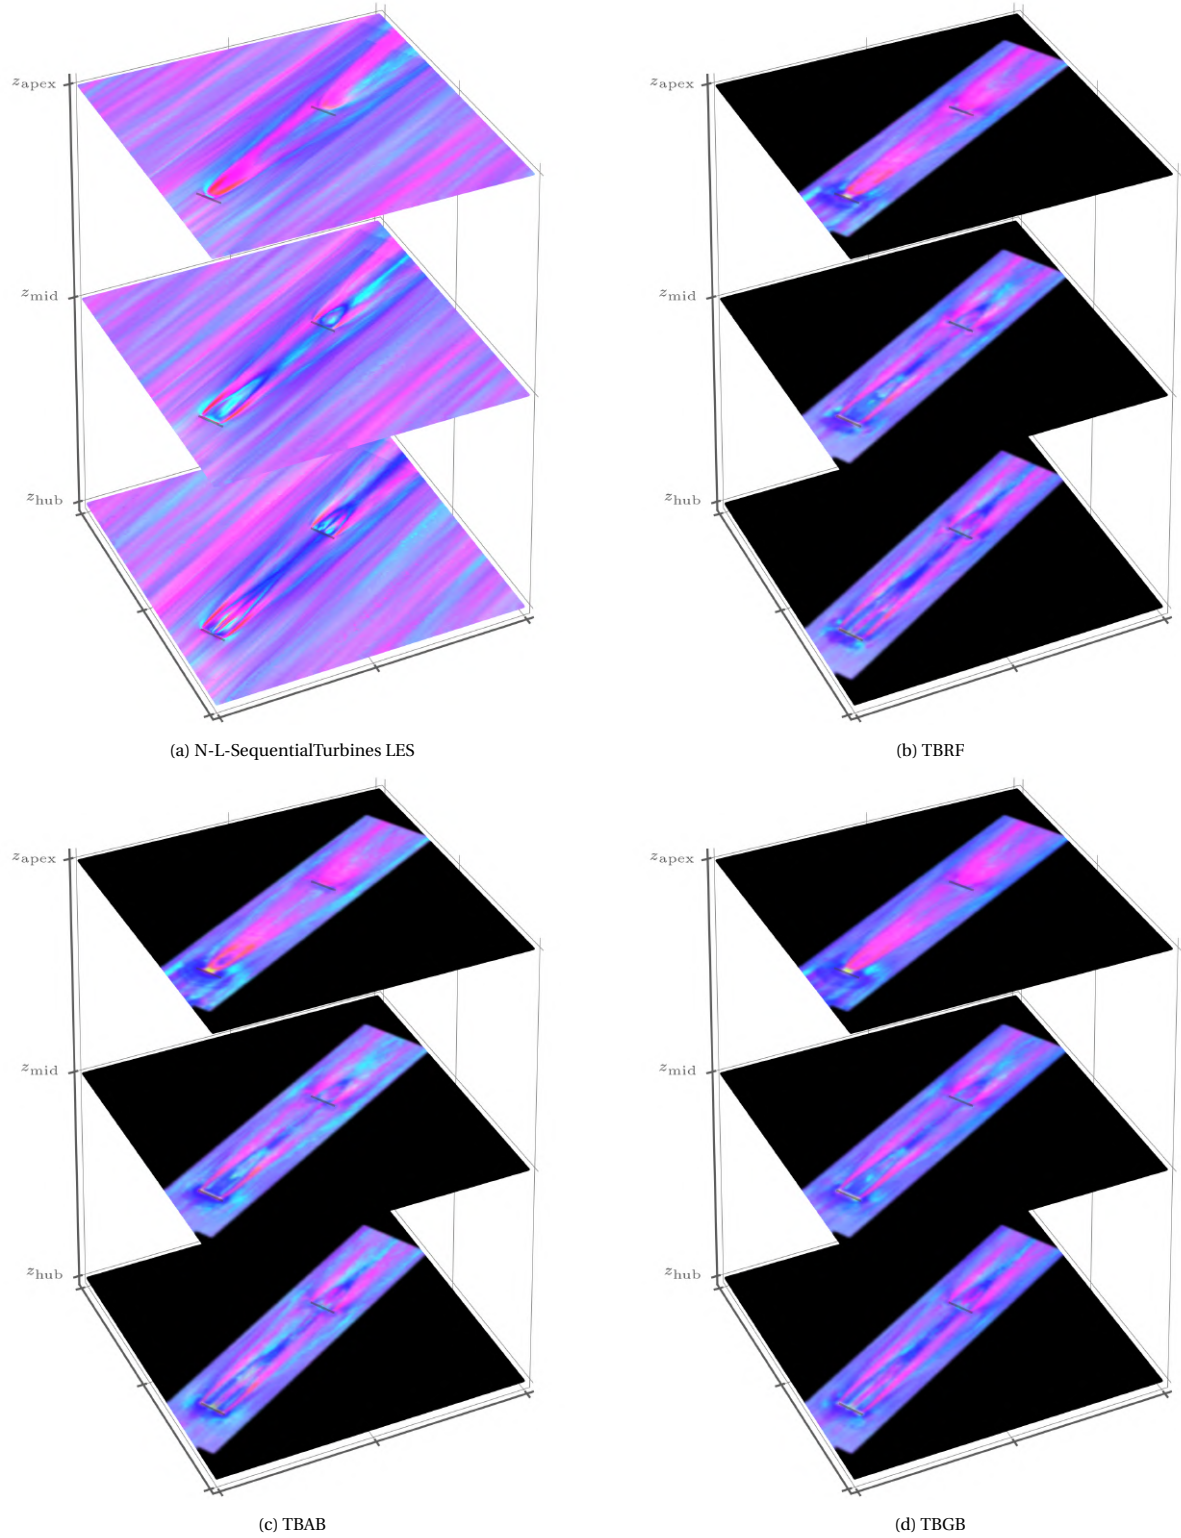 z_apex
z_mid
z_hub
(a) N-L-SequentialTurbines LES
z_apex
z_mid
z_hub
(b) TBRF
z_apex
z_mid
z_hub
(c) TBAB
z_apex
z_mid
z_hub
(d) TBGB